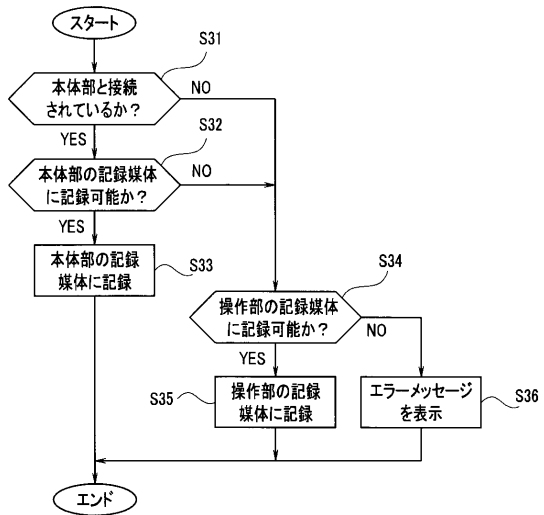 スタート
S31
本体部と接続
されているか？
NO
YES
S32
本体部の記録媒体
に記録可能か？
NO
YES
本体部の記録
媒体に記録
S33
S34
操作部の記録媒体
に記録可能か？
NO
YES
S35
操作部の記録
媒体に記録
エラーメッセージ
を表示
S36
エンド